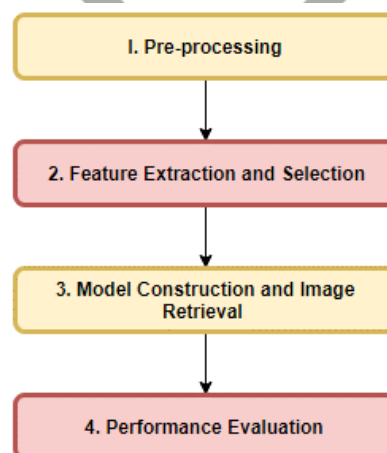 I. Pre-processing
2. Feature Extraction and Selection
3. Model Construction and Image
Retrieval
4. Performance Evaluation